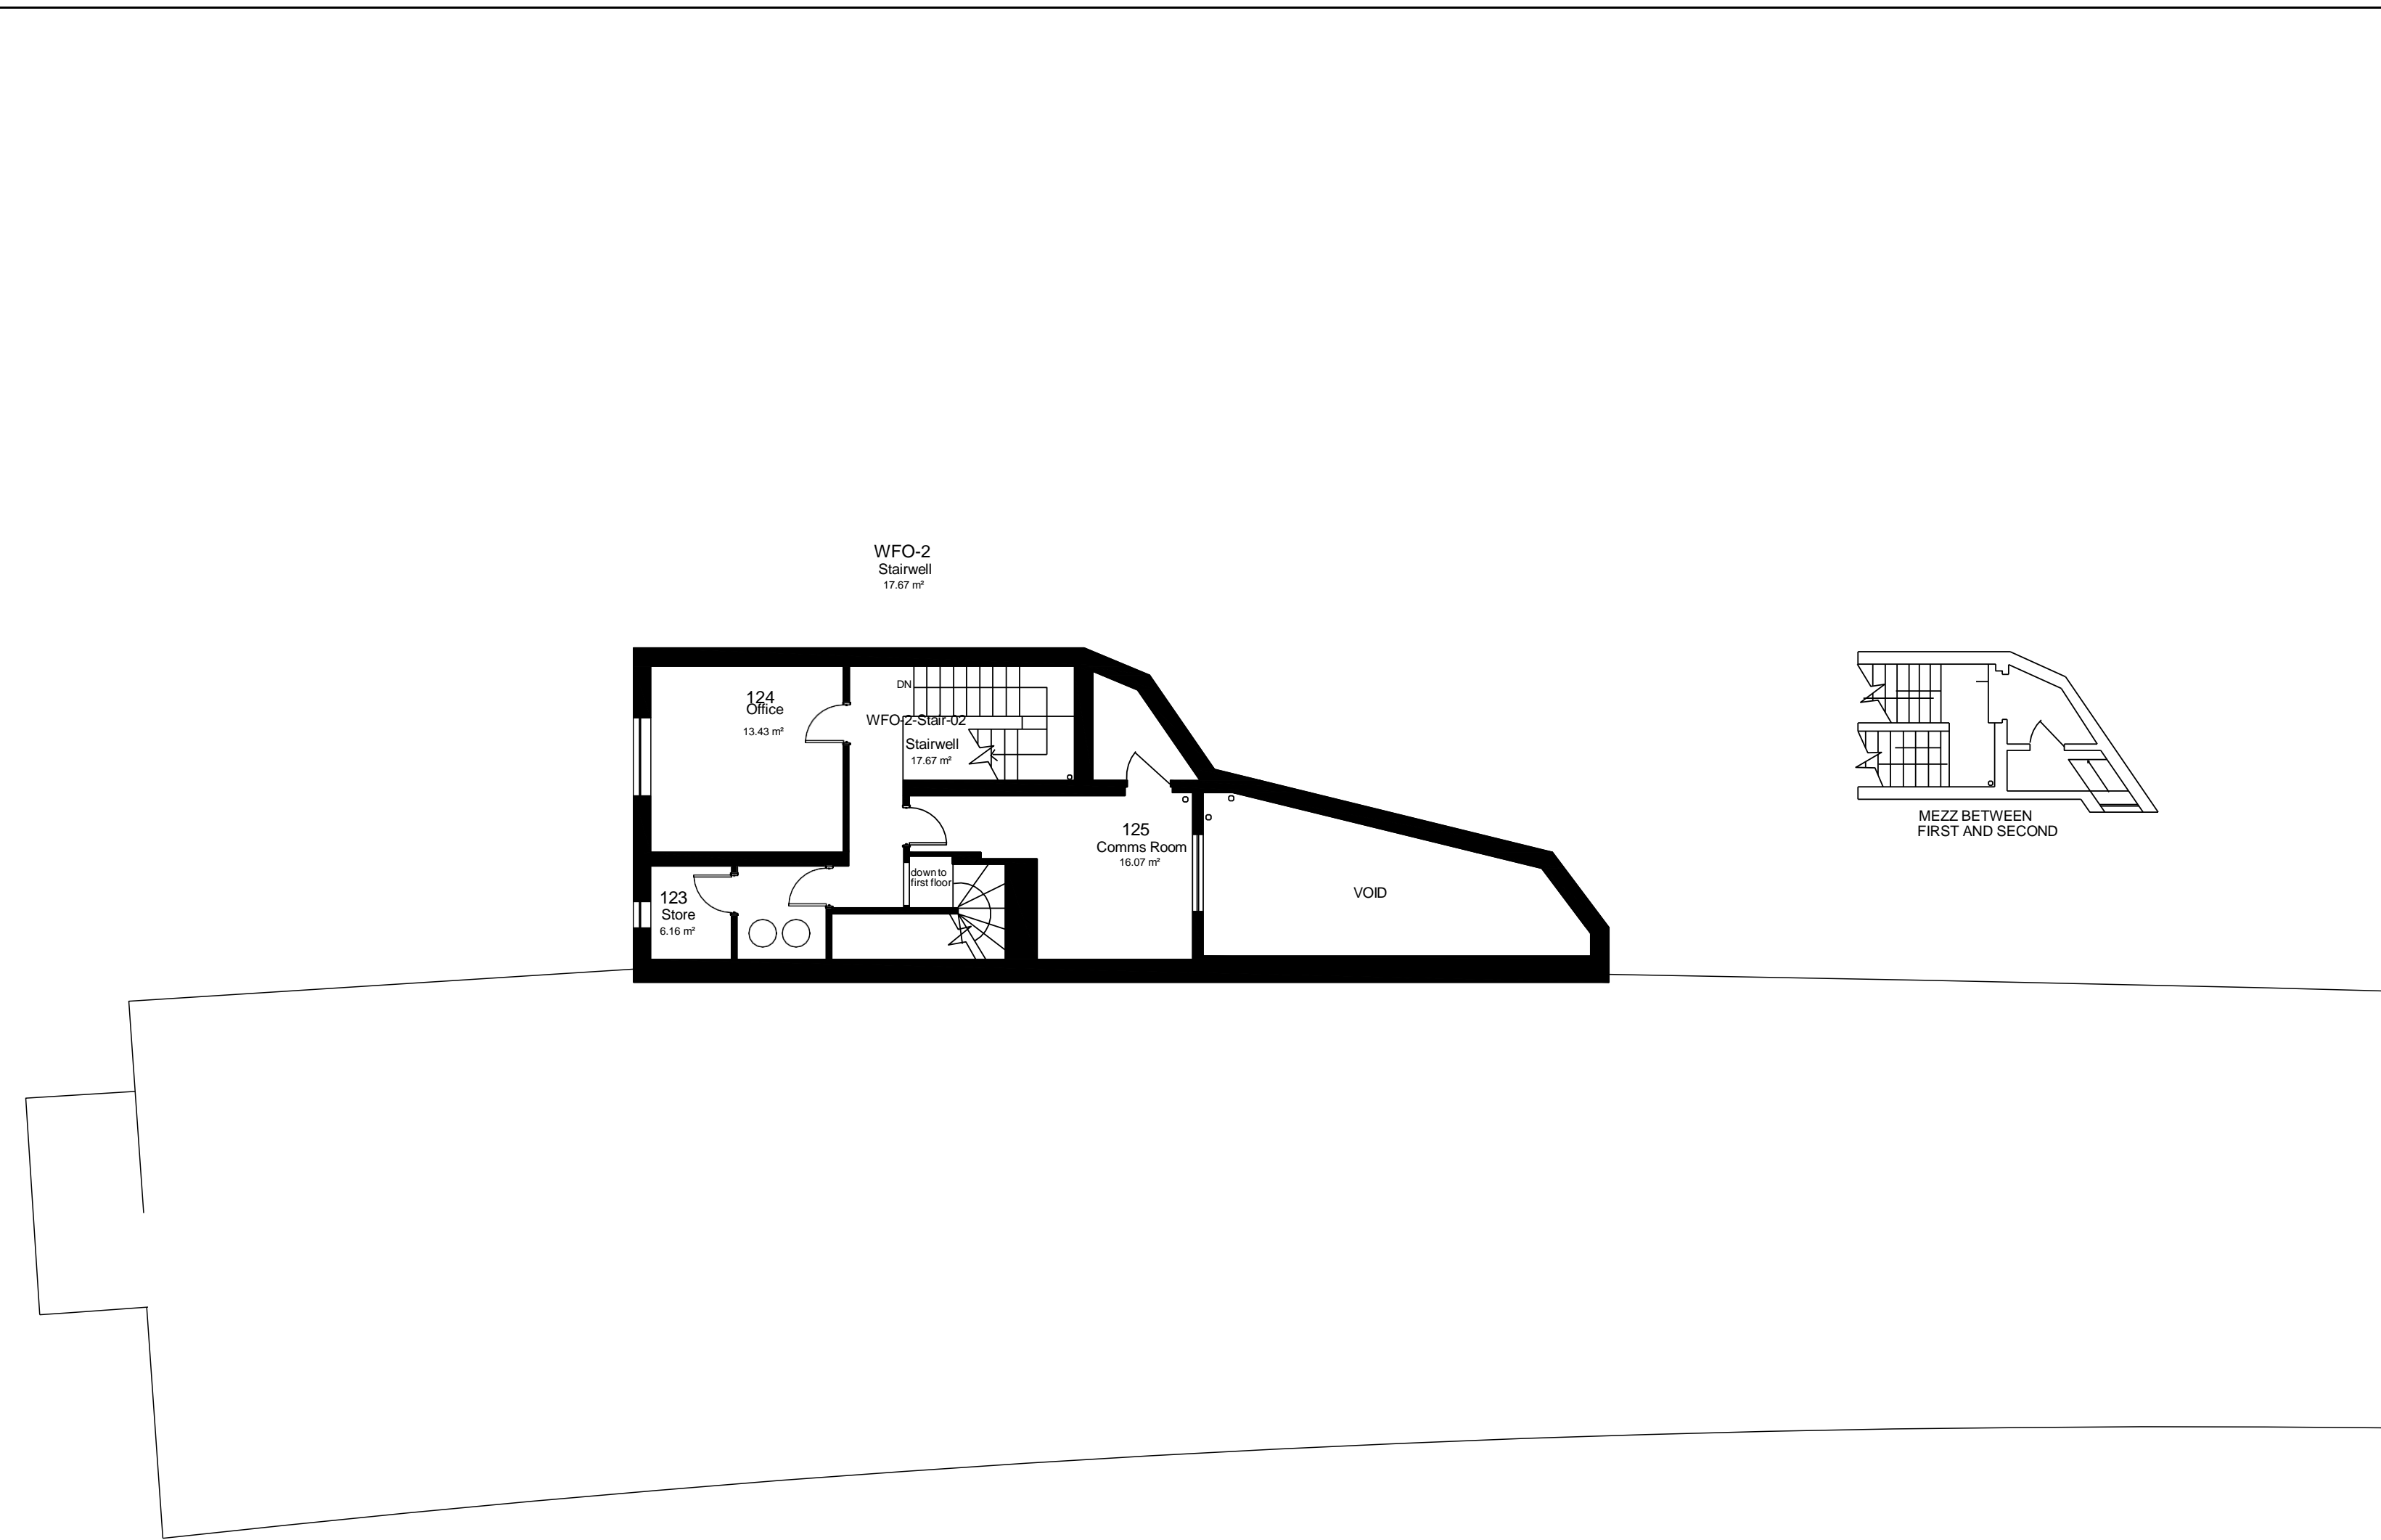 WFO-2
Stairwell
17.67 m²
124
Office
13.43 m²
DN
WFO-2-Stair-02
Stairwell
17.67 m²
125
Comms Room
16.07 m²
down to
first floor
123
Store
6.16 m²
VOID
MEZZ BETWEEN
FIRST AND SECOND